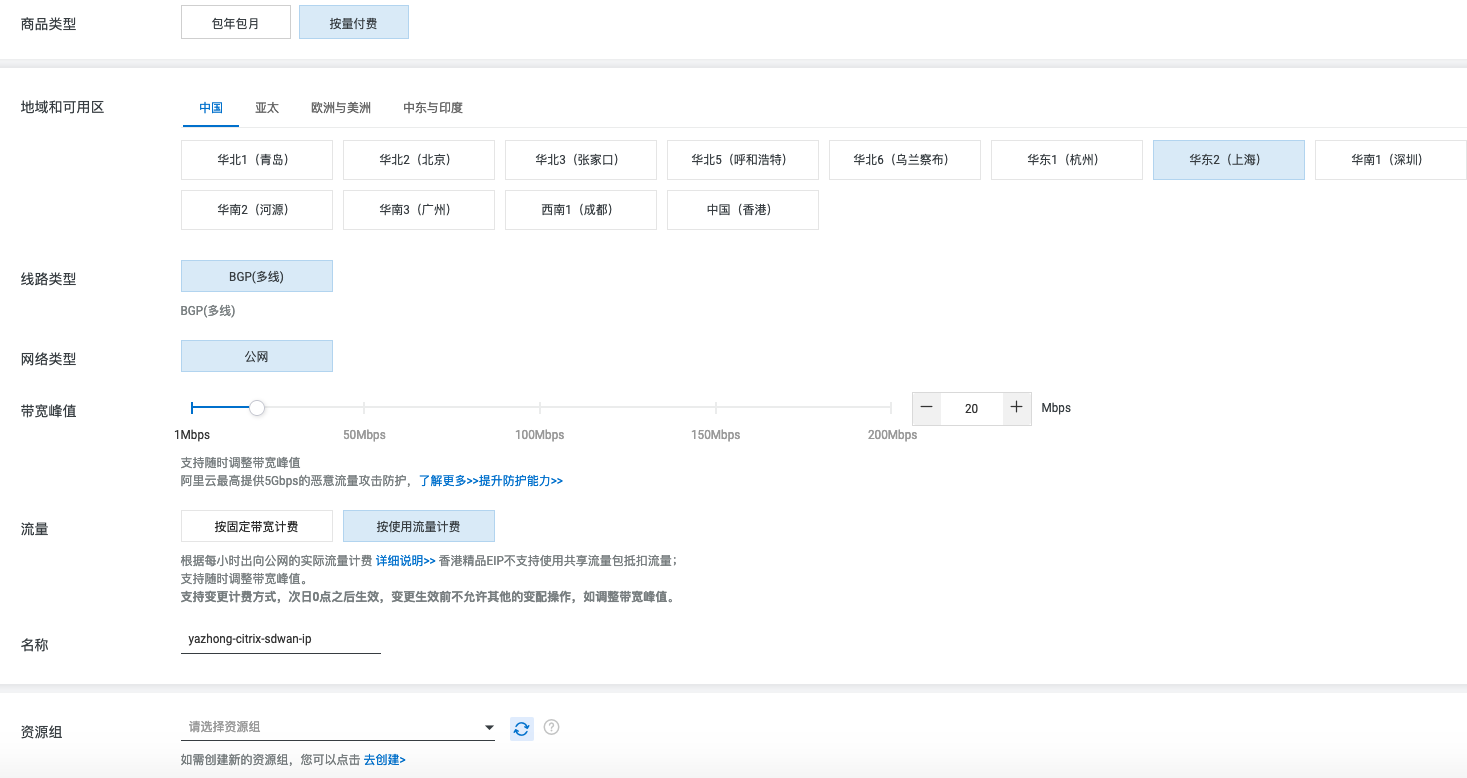 商品类型
包年包月 按量付费
地域和可用区
中国 亚太 欧洲与美洲 中东与印度
华北1（青岛） 华北2（北京） 华北3（张家口） 华北5（呼和浩特） 华北6（乌兰察布） 华东1（杭州） 华东2（上海） 华南1（深圳）
华南2（河源） 华南3（广州） 西南1（成都） 中国（香港）
线路类型
BGP(多线)
BGP(多线)
网络类型
公网
带宽峰值
20 Mbps
1Mbps 50Mbps 100Mbps 150Mbps 200Mbps
支持随时调整带宽峰值
阿里云最高提供5Gbps的恶意流量攻击防护，了解更多>>提升防护能力>>
流量
按固定带宽计费 按使用流量计费
根据每小时出向公网的实际流量计费 详细说明>> 香港精品EIP不支持使用共享流量包抵扣流量；
支持随时调整带宽峰值。
支持变更计费方式，次日0点之后生效，变更生效前不允许其他的变配操作，如调整带宽峰值。
名称
yazhong-citrix-sdwan-ip
资源组
请选择资源组
如需创建新的资源组，您可以点击 去创建>